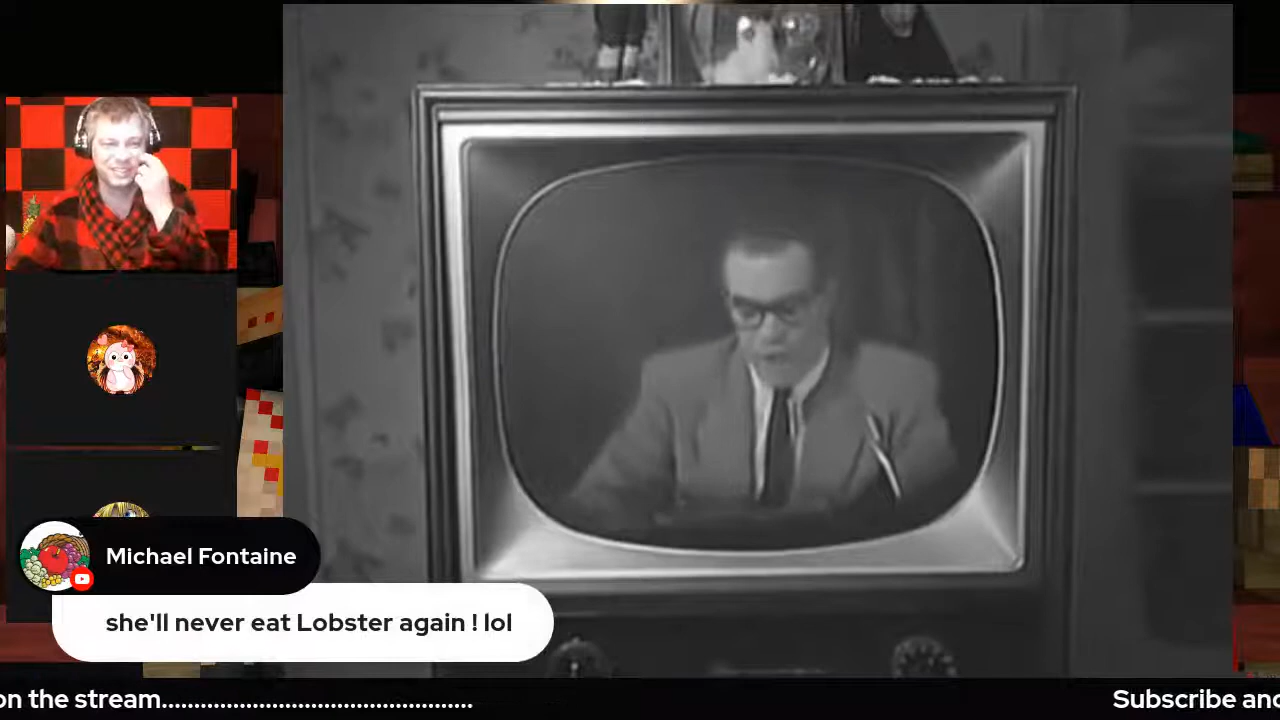 Michael Fontaine
she'll never eat Lobster again ! lol
on the stream................................................ Subscribe and